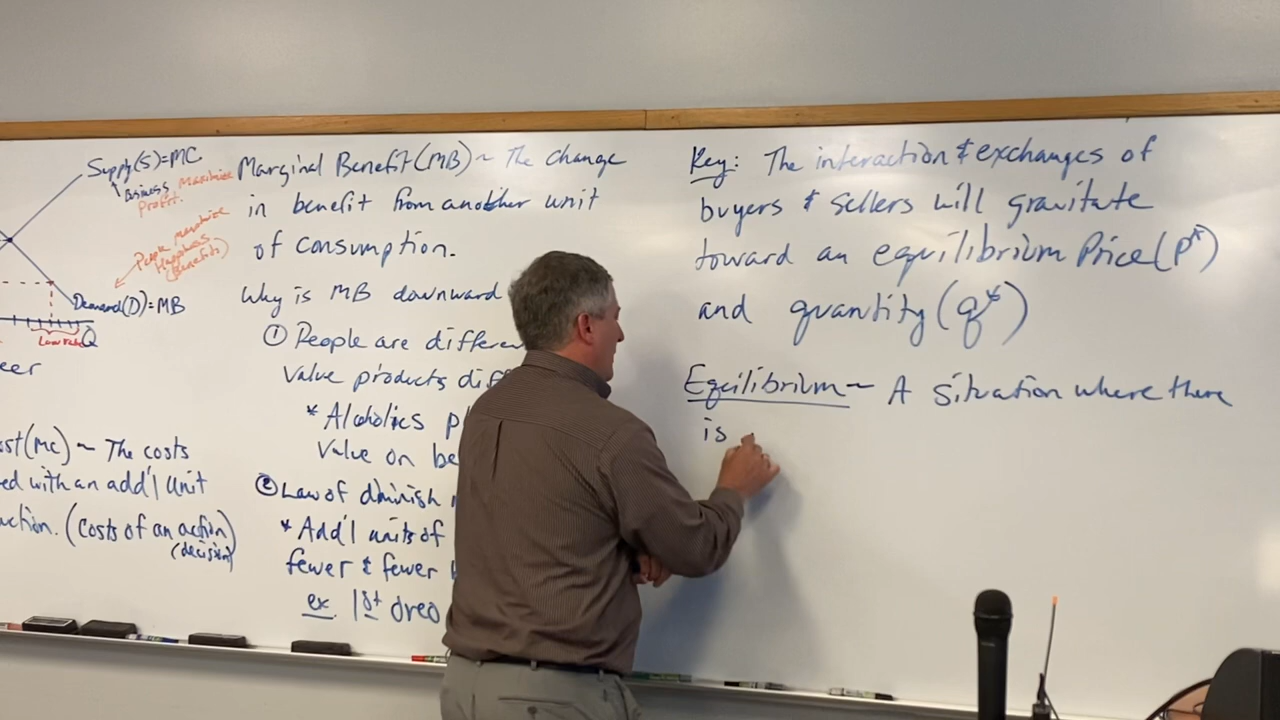 Supply(S)=MC
Business Maximize
Profit.
People Maximize
Happiness
(Benefits)
Demand(D)=MB
Low rate Q
eer
ost(MC) ~ The costs
ed with an add'l unit
uction. (Costs of an action)
(decision)
Marginal Benefit(MB) ~ The change
in benefit from another unit
of consumption.
Why is MB downward
① People are differe
Value products dif
* Alcoholics p
Value on be
② Law of diminish
* Add'l units of
fewer & fewer
ex. 1st oreo
Key: The interaction & exchanges of
buyers & sellers will gravitate
toward an equilibrium Price(P*)
and quantity(q*)
Equilibrium ~ A situation where there
is